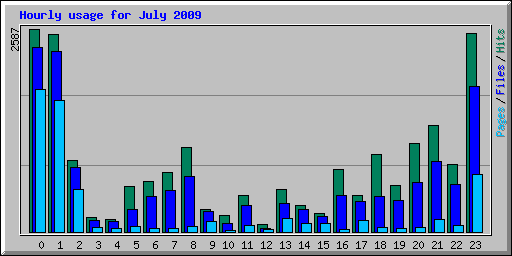 Hourly usage for July 2009
2587
Pages/Files/Hits
0 1 2 3 4 5 6 7 8 9 10 11 12 13 14 15 16 17 18 19 20 21 22 23